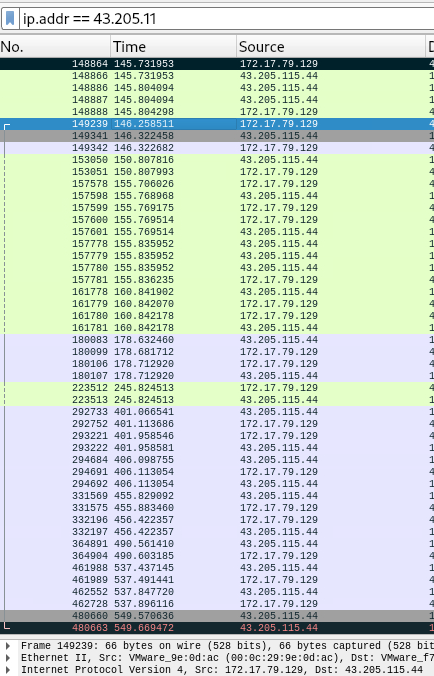 ip.addr == 43.205.11
No. Time Source D
148864 145.731953 172.17.79.129 4
148866 145.731953 43.205.115.44 1
148886 145.804094 43.205.115.44 1
148887 145.804094 43.205.115.44 1
148888 145.804298 172.17.79.129 4
149239 146.258511 172.17.79.129 4
149341 146.322458 43.205.115.44 1
149342 146.322682 172.17.79.129 4
153050 150.807816 43.205.115.44 1
153051 150.807993 172.17.79.129 4
157578 155.706026 172.17.79.129 4
157598 155.768968 43.205.115.44 1
157599 155.769175 172.17.79.129 4
157600 155.769514 172.17.79.129 4
157601 155.769514 43.205.115.44 1
157778 155.835952 43.205.115.44 1
157779 155.835952 43.205.115.44 1
157780 155.835952 43.205.115.44 1
157781 155.836235 172.17.79.129 4
161778 160.841902 43.205.115.44 1
161779 160.842070 172.17.79.129 4
161780 160.842178 172.17.79.129 4
161781 160.842178 43.205.115.44 1
180083 178.632460 43.205.115.44 1
180099 178.681712 172.17.79.129 4
180106 178.712920 43.205.115.44 1
180107 178.712920 172.17.79.129 4
223512 245.824513 172.17.79.129 4
223513 245.824513 43.205.115.44 1
292733 401.066541 43.205.115.44 1
292752 401.113686 172.17.79.129 4
293221 401.958546 172.17.79.129 4
293222 401.958581 43.205.115.44 1
294684 406.098755 43.205.115.44 1
294691 406.113054 172.17.79.129 4
294692 406.113054 43.205.115.44 1
331569 455.829092 43.205.115.44 1
331575 455.883460 172.17.79.129 4
332196 456.422357 172.17.79.129 4
332197 456.422357 43.205.115.44 1
364891 490.561410 43.205.115.44 1
364904 490.603185 172.17.79.129 4
461988 537.437145 43.205.115.44 1
461989 537.491441 172.17.79.129 4
462552 537.847720 43.205.115.44 1
462728 537.896116 172.17.79.129 4
480660 549.570636 172.17.79.129 4
480663 549.669472 43.205.115.44 1
Frame 149239: 66 bytes on wire (528 bits), 66 bytes captured (528 bit
Ethernet II, Src: VMware_9e:0d:ac (00:0c:29:9e:0d:ac), Dst: VMware_f7
Internet Protocol Version 4, Src: 172.17.79.129, Dst: 43.205.115.44